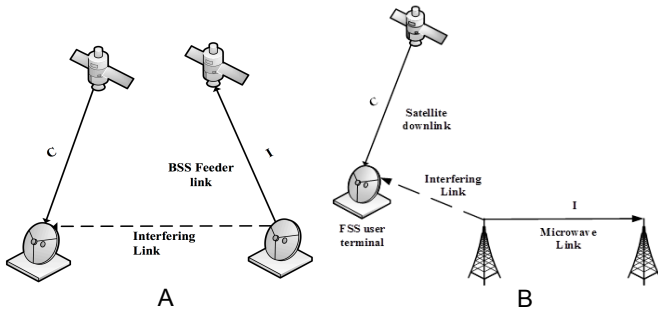 C
BSS Feeder
link
I
Interfering
Link
A
C
Satellite
downlink
Interfering
Link
FSS user
terminal
I
Microwave
Link
B